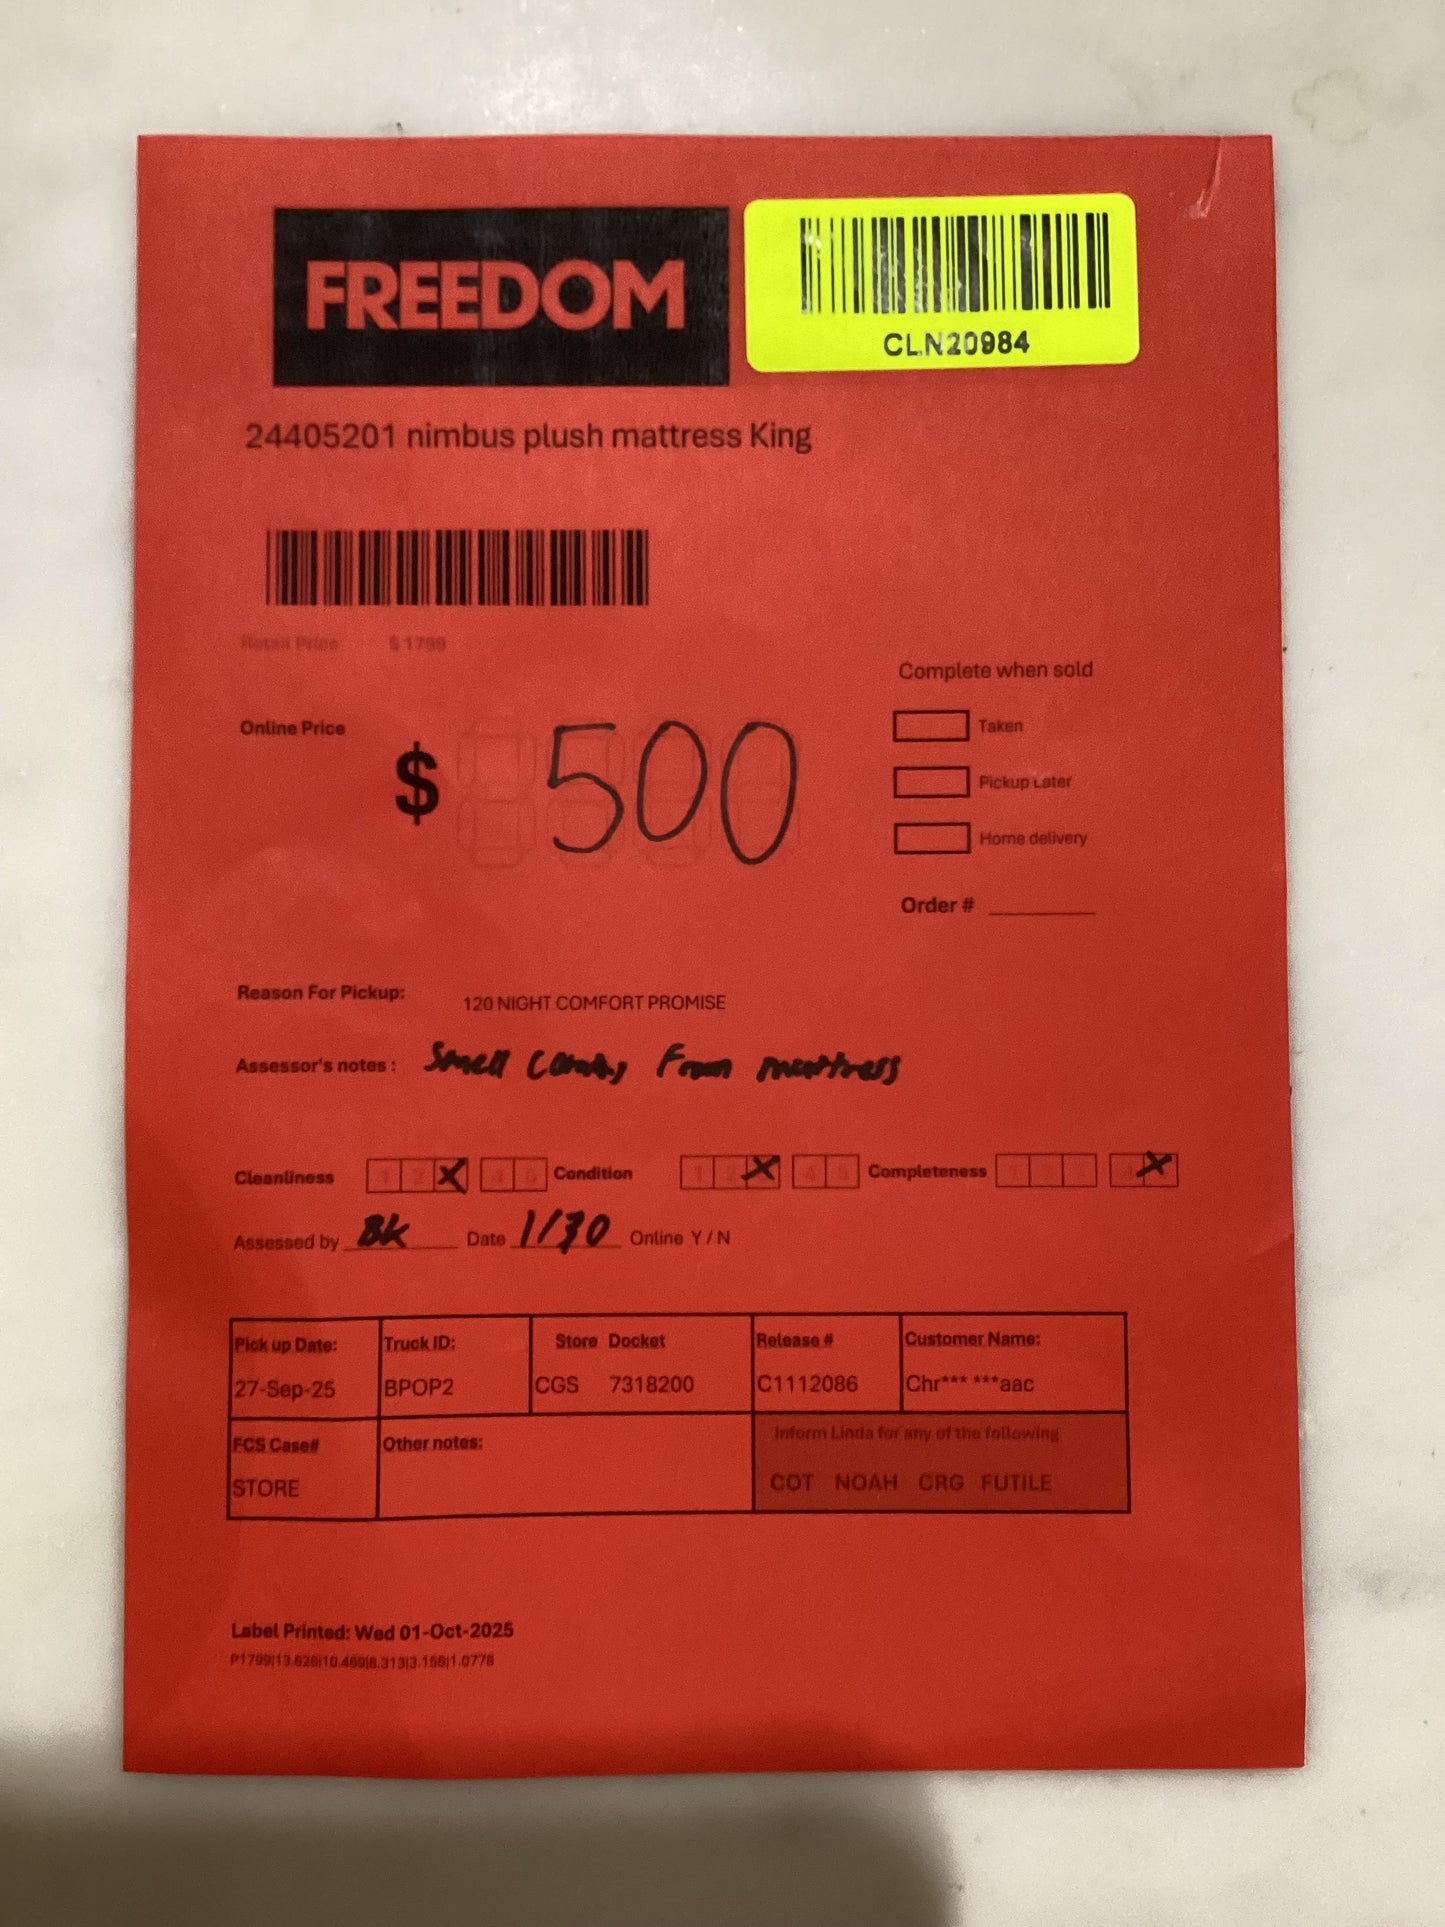 FREEDOM
CLN20984
24405201 nimbus plush mattress King
Retail Price $1799
Complete when sold
Online Price
$ 500
Taken
Pickup Later
Home delivery
Order #
Reason For Pickup: 120 NIGHT COMFORT PROMISE
Assessor's notes : Smell Coming From mattress
Cleanliness 1 2 X 4 5 Condition 1 2 X 4 5 Completeness 1 2 3 4 X
Assessed by BK Date Online Y / N
Pick up Date: Truck ID: Store Docket Release # Customer Name:
27-Sep-25 BPOP2 CGS 7318200 C1112086 Chr*** ***aac
FCS Case# Other notes: Inform Linda for any of the following
STORE COT NOAH CRG FUTILE
Label Printed: Wed 01-Oct-2025